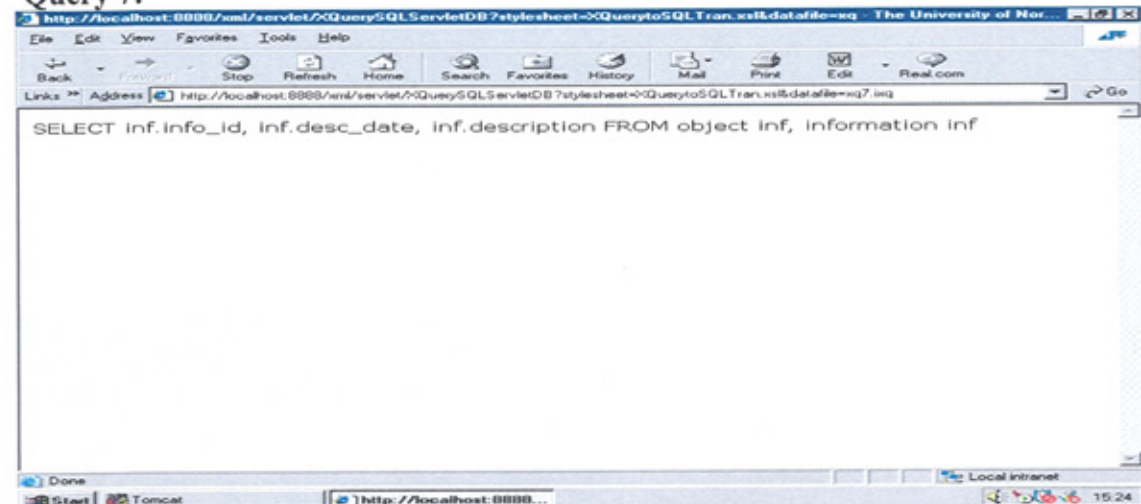 Query 7:
http://localhost:8888/xml/servlet/XQuerySQLServletDB?stylesheet=XQuerytoSQLTran.xsl&datafile=xq - The University of Nor...
File Edit View Favorites Tools Help
Back Forward Stop Refresh Home Search Favorites History Mail Print Edit Real.com
Links » Address http://localhost:8888/xml/servlet/XQuerySQLServletDB?stylesheet=XQuerytoSQLTran.xsl&datafile=xq7.ixq Go
SELECT inf.info_id, inf.desc_date, inf.description FROM object inf, information inf
Done Local intranet
Start Tomcat http://localhost:8888... 15:24